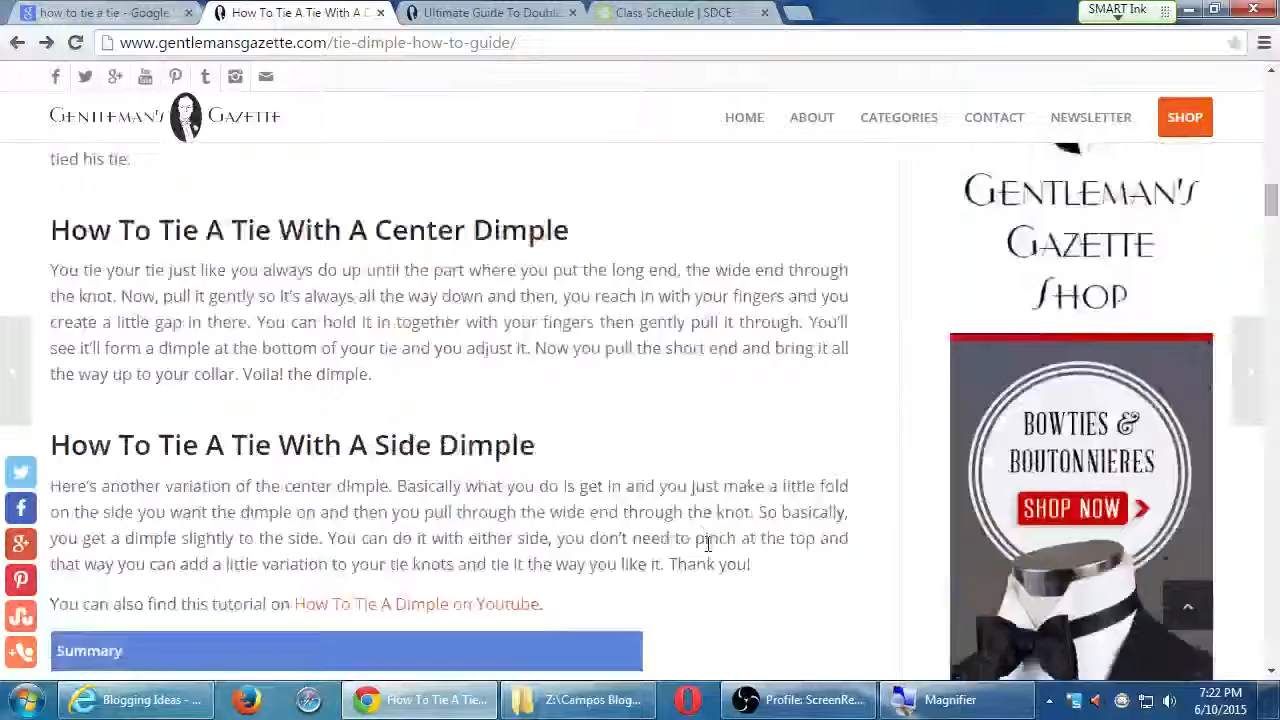 how to tie a tie - Google
How To Tie A Tie With A
Ultimate Guide To Doubl
Class Schedule | SDCE
SMART Ink
www.gentlemansgazette.com/tie-dimple-how-to-guide/
GENTLEMAN'S GAZETTE
HOME ABOUT CATEGORIES CONTACT NEWSLETTER SHOP
tied his tie.
How To Tie A Tie With A Center Dimple
You tie your tie just like you always do up until the part where you put the long end, the wide end through
the knot. Now, pull it gently so it's always all the way down and then, you reach in with your fingers and you
create a little gap in there. You can hold it in together with your fingers then gently pull it through. You'll
see it'll form a dimple at the bottom of your tie and you adjust it. Now you pull the short end and bring it all
the way up to your collar. Voila! the dimple.
How To Tie A Tie With A Side Dimple
Here's another variation of the center dimple. Basically what you do is get in and you just make a little fold
on the side you want the dimple on and then you pull through the wide end through the knot. So basically,
you get a dimple slightly to the side. You can do it with either side, you don't need to pinch at the top and
that way you can add a little variation to your tie knots and tie it the way you like it. Thank you!
You can also find this tutorial on How To Tie A Dimple on Youtube.
Summary
GENTLEMAN'S
GAZETTE
SHOP
BOWTIES &
BOUTONNIERES
SHOP NOW
Blogging Ideas - ...
How To Tie A Tie...
Z:\Campos Blog...
Profile: ScreenRe...
Magnifier
7:22 PM
6/10/2015